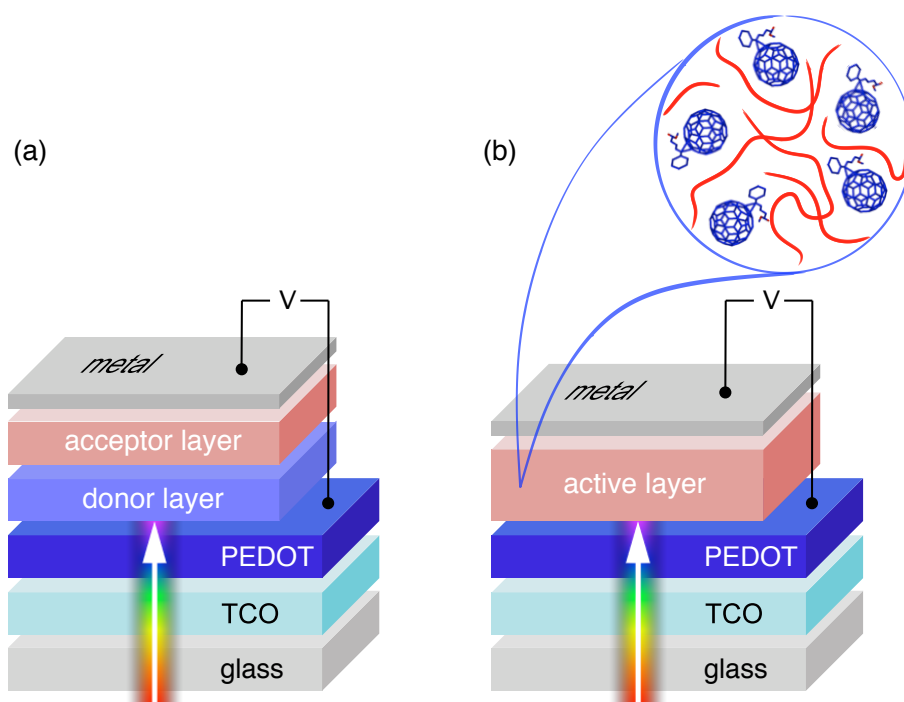 (a)
V
metal
acceptor layer
donor layer
PEDOT
TCO
glass
(b)
V
metal
active layer
PEDOT
TCO
glass